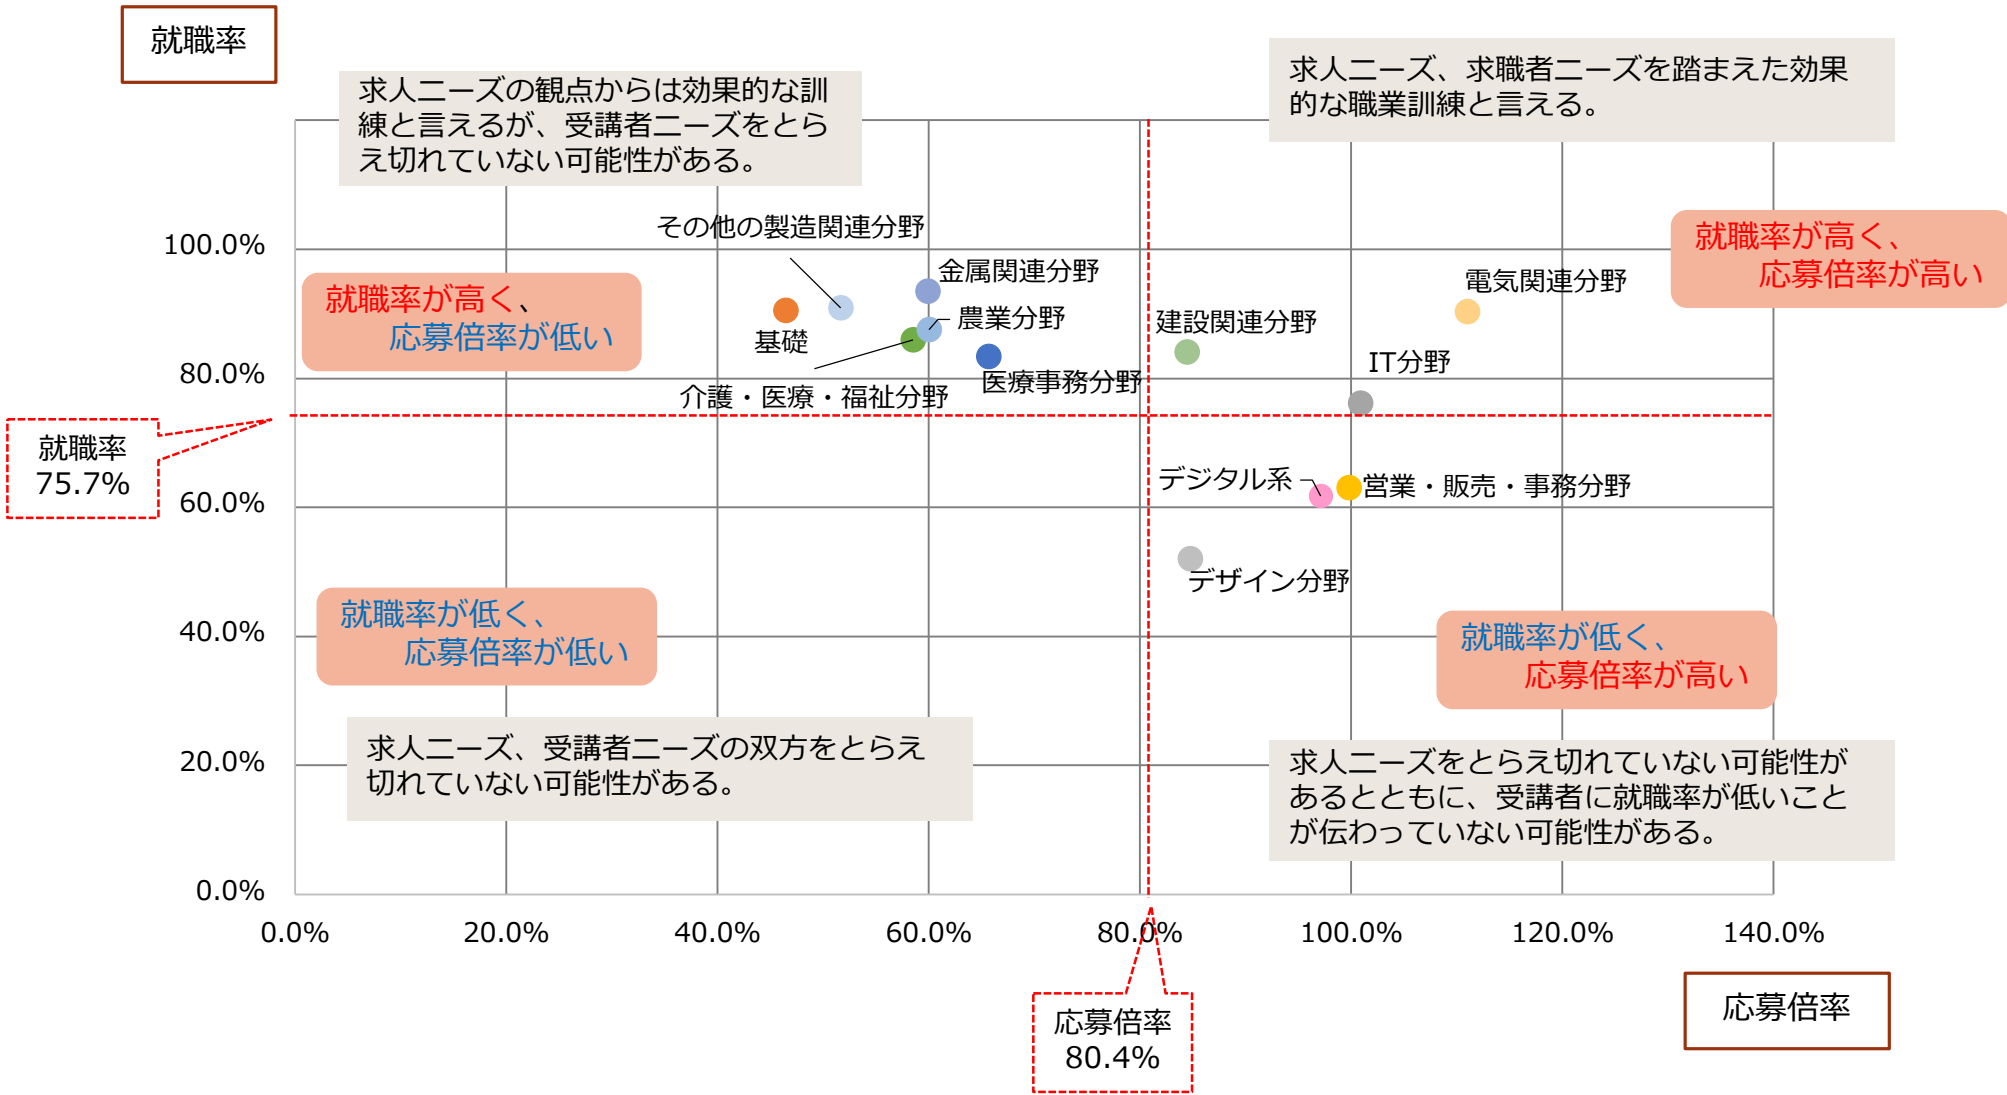 就職率
求人ニーズの観点からは効果的な訓
練と言えるが、受講者ニーズをとら
え切れていない可能性がある。
求人ニーズ、求職者ニーズを踏まえた効果
的な職業訓練と言える。
就職率が高く、
応募倍率が低い
就職率が高く、
応募倍率が高い
その他の製造関連分野
金属関連分野
農業分野
基礎
介護・医療・福祉分野
医療事務分野
建設関連分野
電気関連分野
IT分野
デジタル系
営業・販売・事務分野
デザイン分野
就職率
75.7%
就職率が低く、
応募倍率が低い
就職率が低く、
応募倍率が高い
求人ニーズ、受講者ニーズの双方をとらえ
切れていない可能性がある。
求人ニーズをとらえ切れていない可能性が
あるとともに、受講者に就職率が低いこと
が伝わっていない可能性がある。
100.0%
80.0%
60.0%
40.0%
20.0%
0.0%
0.0%
20.0%
40.0%
60.0%
80.0%
100.0%
120.0%
140.0%
応募倍率
80.4%
応募倍率